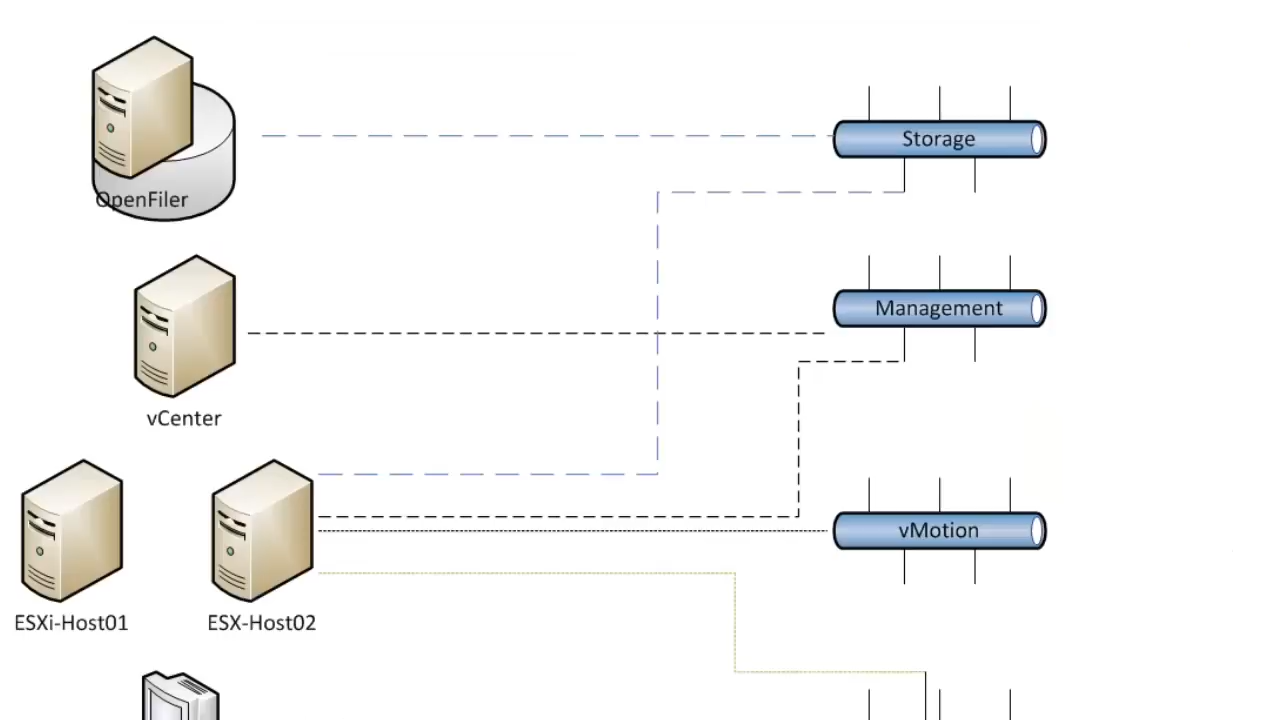 Storage
OpenFiler
Management
vCenter
vMotion
ESXi-Host01
ESX-Host02